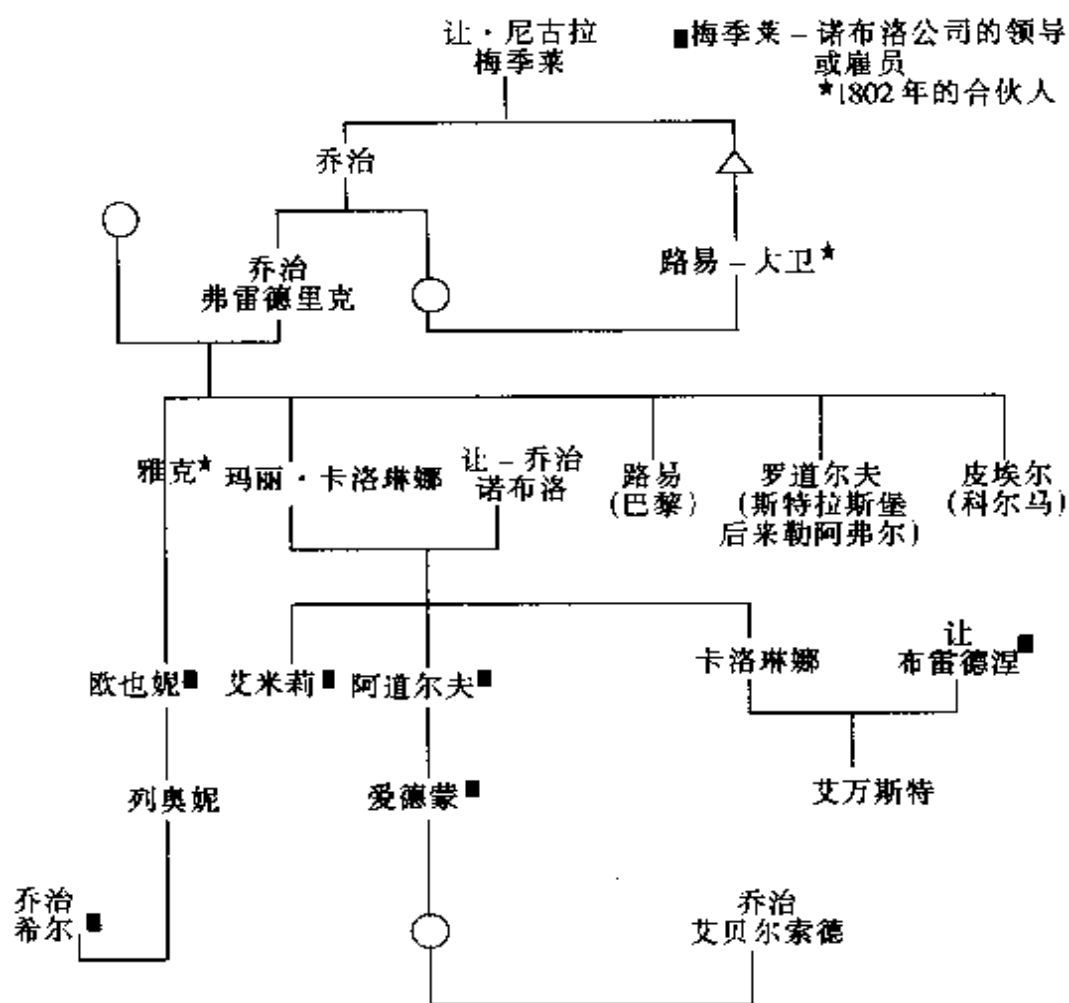 让·尼古拉
梅季莱
■梅季莱–诺布洛公司的领导
或雇员
★1802年的合伙人
乔治
路易–大卫★
乔治
弗雷德里克
雅克★
玛丽·卡洛琳娜
让–乔治
诺布洛
路易
(巴黎)
罗道尔夫
(斯特拉斯堡
后来勒阿弗尔)
皮埃尔
(科尔马)
欧也妮■
艾米莉■
阿道尔夫■
卡洛琳娜
让
布雷德涅■
列奥妮
爱德蒙■
艾万斯特
乔治
希尔■
乔治
艾贝尔索德